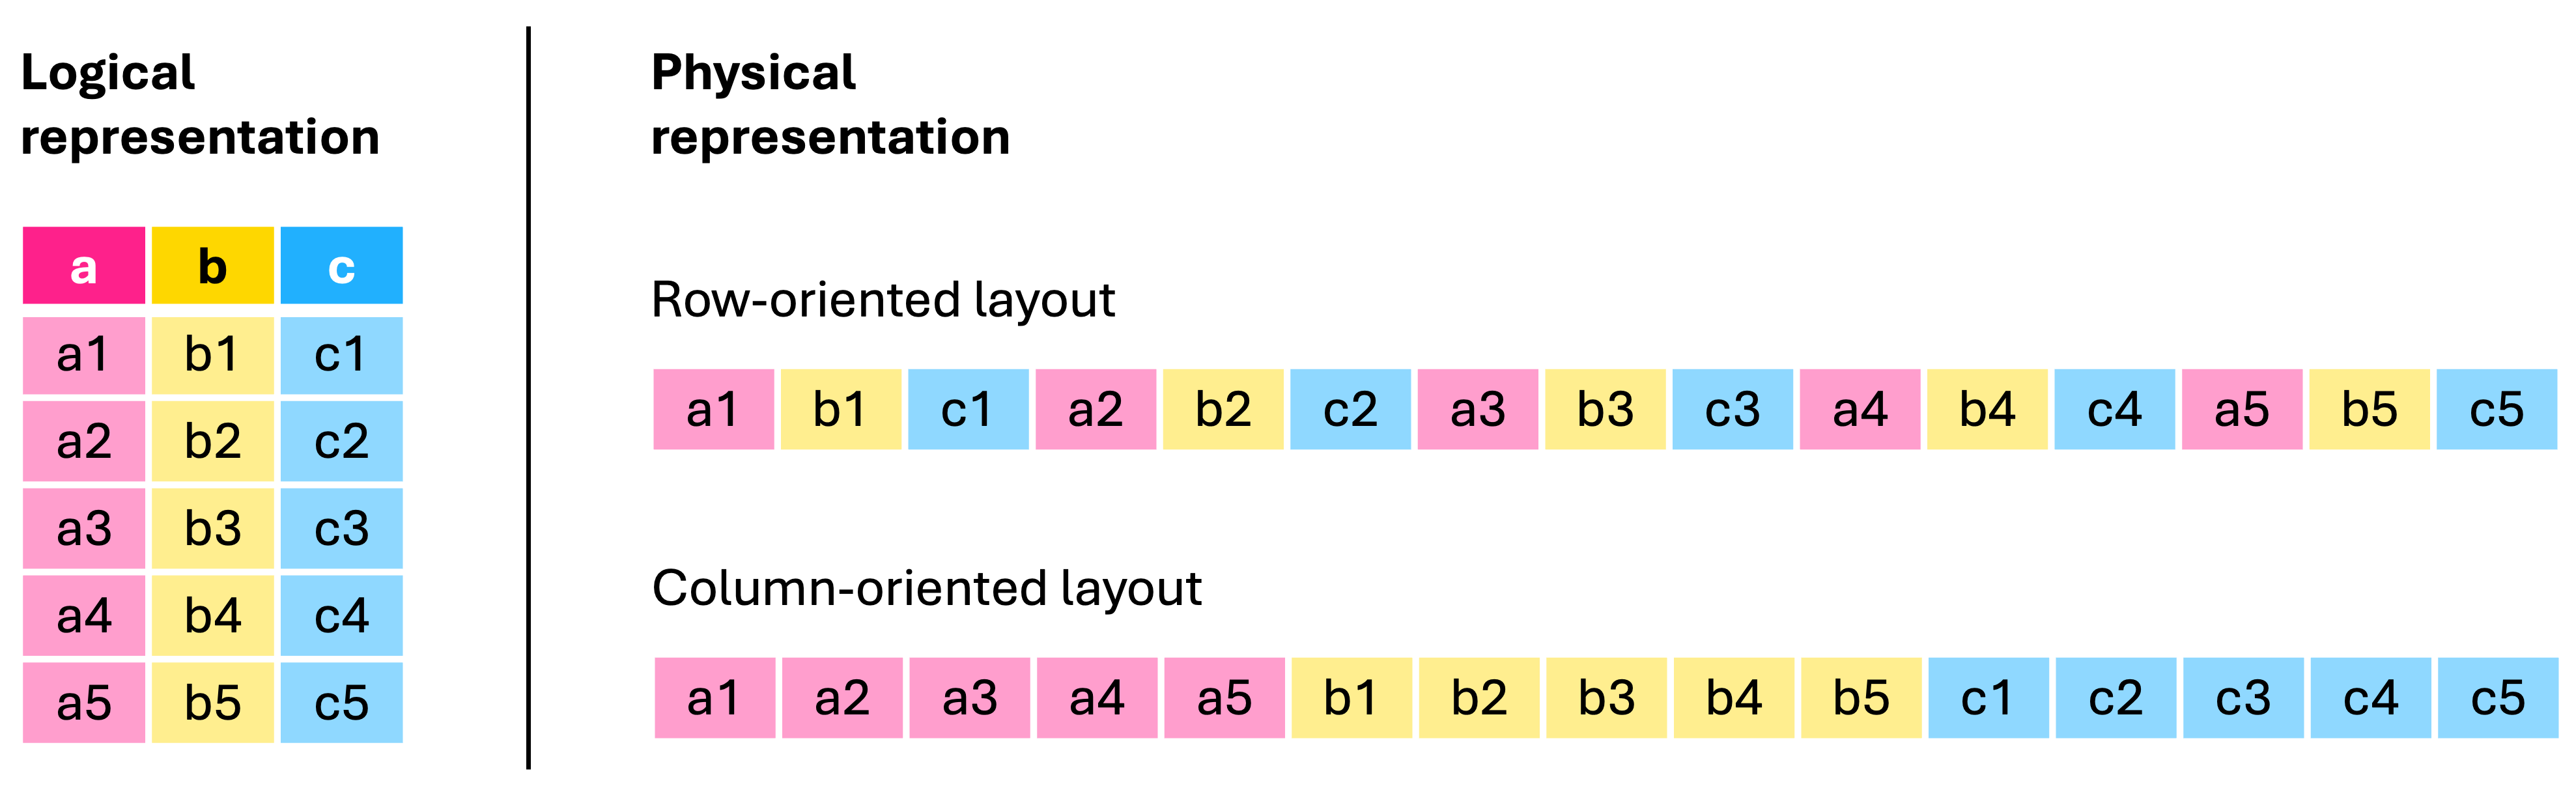 Logical
representation
a b c
a1 b1 c1
a2 b2 c2
a3 b3 c3
a4 b4 c4
a5 b5 c5
Physical
representation
Row-oriented layout
a1 b1 c1 a2 b2 c2 a3 b3 c3 a4 b4 c4 a5 b5 c5
Column-oriented layout
a1 a2 a3 a4 a5 b1 b2 b3 b4 b5 c1 c2 c3 c4 c5